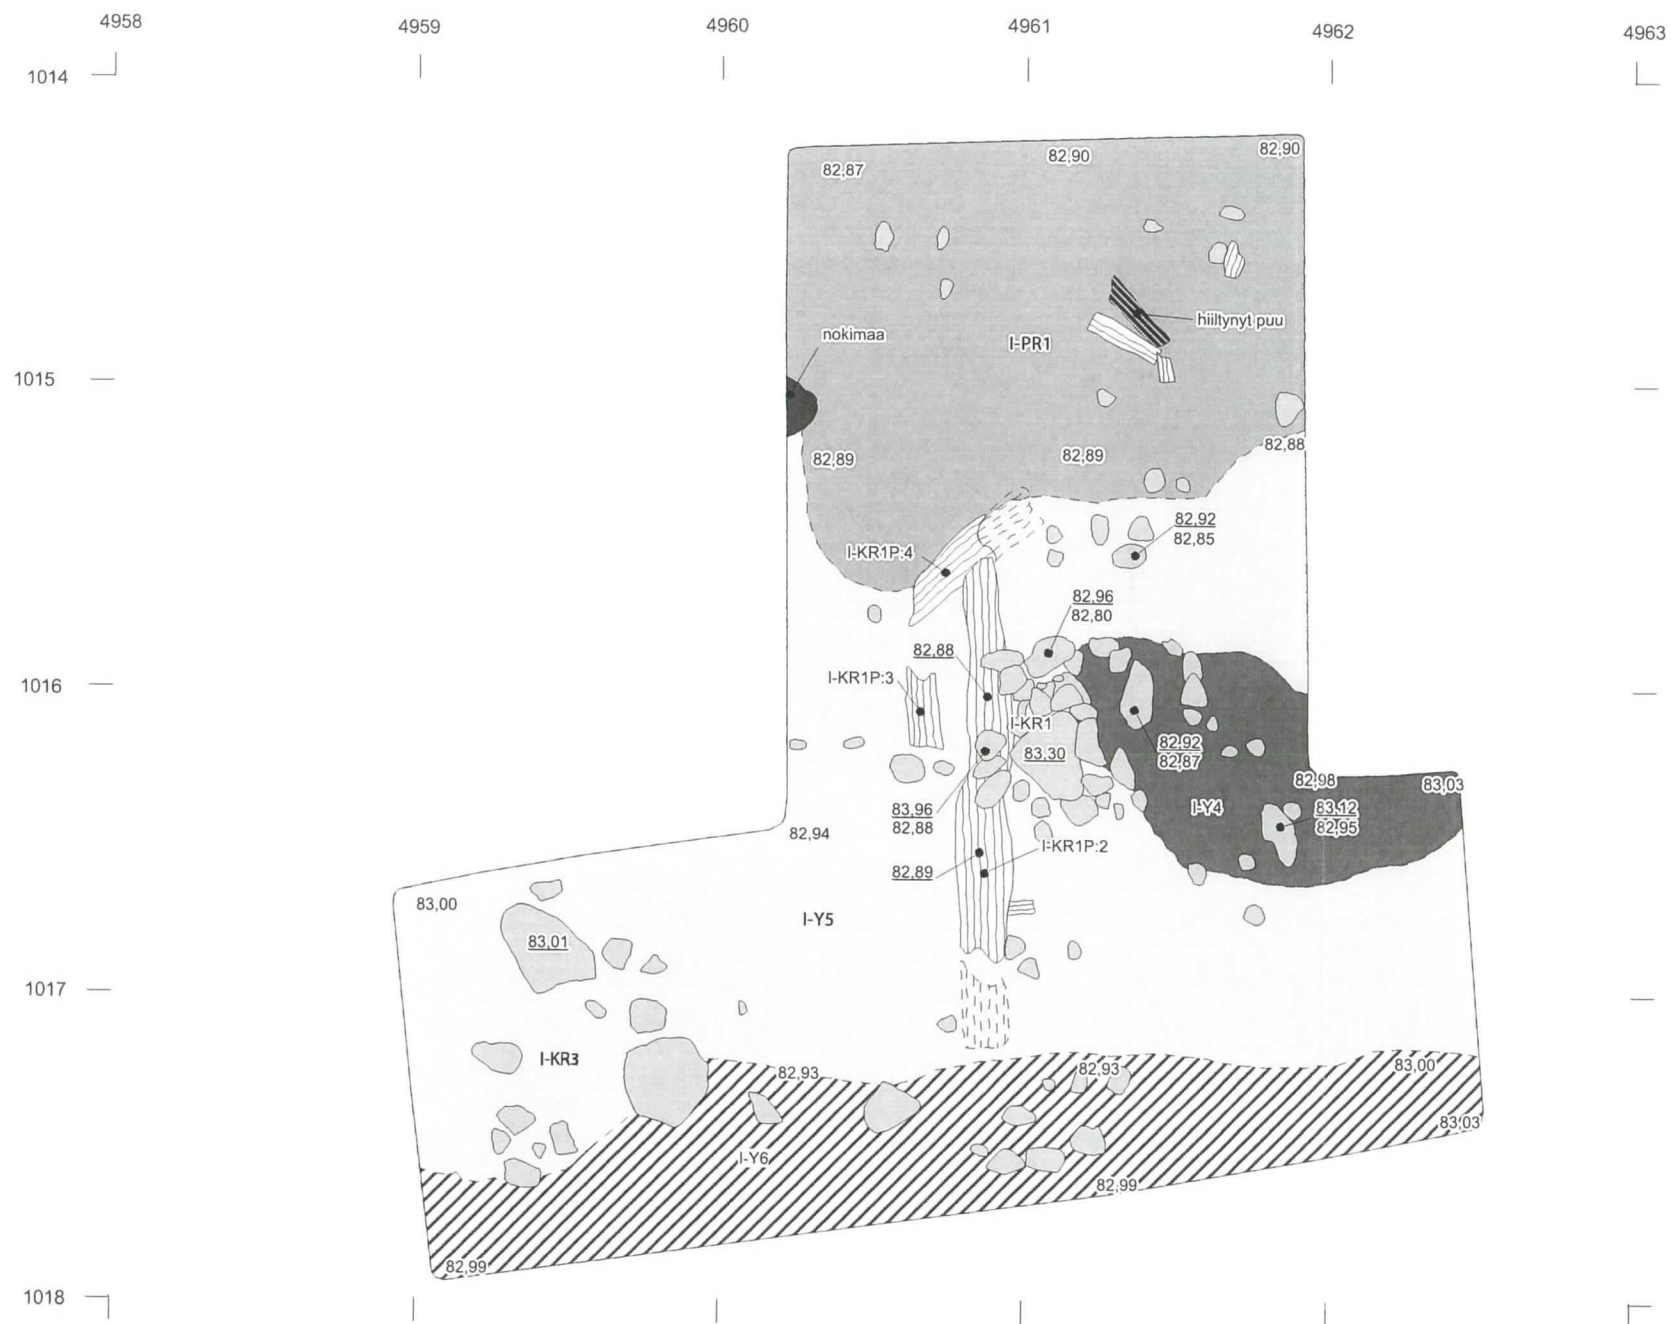 4958 4959 4960 4961 4962 4963
1014
82,87 82,90 82,90
hiiltynyt puu
nokimaa
I-PR1
1015
82,88
82,89 82,89
82,92
82,85
I-KR1P:4
82,96
82,80
82,88
I-KR1P:3
1016
I-KR1
82,92
82,87
83,30
82,98 83,03
83,96
82,88
I-Y4
83,12
82,95
82,94
I-KR1P:2
82,89
83,00
I-Y5
83,01
1017
I-KR3
82,93 82,93 83,00
83,03
I-Y6
82,99
82,99
1018